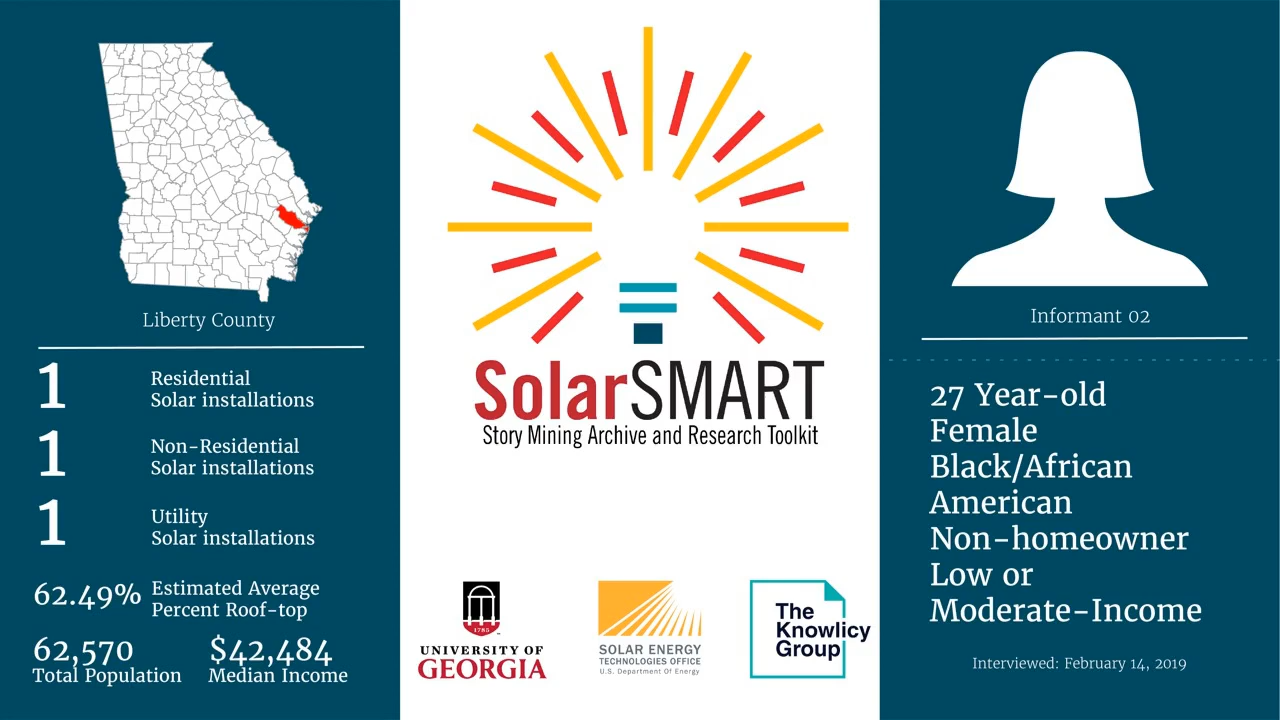 Liberty County
1
Residential
Solar installations
1
Non-Residential
Solar installations
1
Utility
Solar installations
62.49%
Estimated Average
Percent Roof-top
62,570
Total Population
$42,484
Median Income
SolarSMART
Story Mining Archive and Research Toolkit
1785
UNIVERSITY OF
GEORGIA
SOLAR ENERGY
TECHNOLOGIES OFFICE
U.S. Department Of Energy
The
Knowlicy
Group
Informant 02
27 Year-old
Female
Black/African
American
Non-homeowner
Low or
Moderate-Income
Interviewed: February 14, 2019